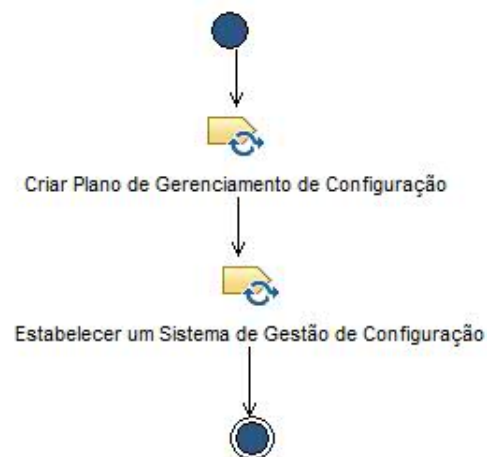 Criar Plano de Gerenciamento de Configuração
Estabelecer um Sistema de Gestão de Configuração